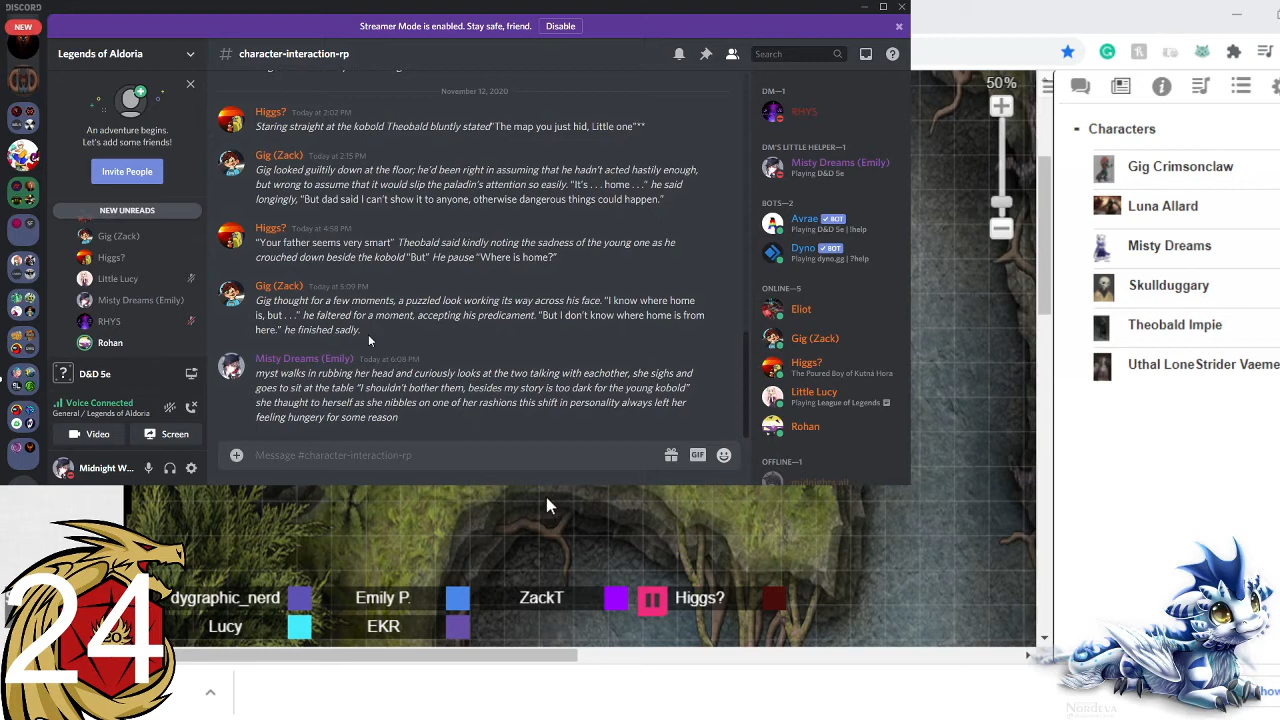 DISCORD
NEW
Streamer Mode is enabled. Stay safe, friend.
Disable
Legends of Aldoria
# character-interaction-rp
Search
An adventure begins.
Let's add some friends!
Invite People
NEW UNREADS
Gig (Zack)
Higgs?
Little Lucy
Misty Dreams (Emily)
RHYS
Rohan
D&D 5e
Voice Connected
General / Legends of Aldoria
Video
Screen
Midnight W...
November 12, 2020
Higgs? Today at 2:02 PM
Staring straight at the kobold Theobald bluntly stated"The map you just hid, Little one"**
Gig (Zack) Today at 2:15 PM
Gig looked guiltily down at the floor; he'd been right in assuming that he hadn't acted hastily enough,
but wrong to assume that it would slip the paladin's attention so easily. "It's . . . home . . ." he said
longingly, "But dad said I can't show it to anyone, otherwise dangerous things could happen."
Higgs? Today at 4:58 PM
"Your father seems very smart" Theobald said kindly noting the sadness of the young one as he
crouched down beside the kobold "But" He pause "Where is home?"
Gig (Zack) Today at 5:09 PM
Gig thought for a few moments, a puzzled look working its way across his face. "I know where home
is, but . . ." he faltered for a moment, accepting his predicament. "But I don't know where home is from
here." he finished sadly.
Misty Dreams (Emily) Today at 6:08 PM
myst walks in rubbing her head and curiously looks at the two talking with eachother, she sighs and
goes to sit at the table "I shouldn't bother them, besides my story is too dark for the young kobold"
she thought to herself as she nibbles on one of her rashions this shift in personality always left her
feeling hungery for some reason
Message #character-interaction-rp
GIF
DM—1
RHYS
DM'S LITTLE HELPER—1
Misty Dreams (Emily)
Playing D&D 5e
BOTS—2
Avrae BOT
Playing D&D 5e | !help
Dyno BOT
Playing dyno.gg | ?help
ONLINE—5
Eliot
Gig (Zack)
Higgs?
The Poured Boy of Kutná Hora
Little Lucy
Playing League of Legends
Rohan
OFFLINE—1
50%
Characters
Gig Crimsonclaw
Luna Allard
Misty Dreams
Skullduggary
Theobald Impie
Uthal LoneStrider Vaeme
dygraphic_nerd
Emily P.
ZackT
Higgs?
Lucy
EKR
24
20
NORDEVA